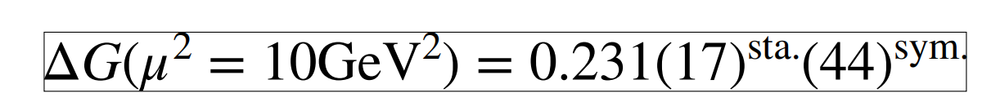 ΔG(μ² = 10GeV²) = 0.231(17)^sta.(44)^sym.